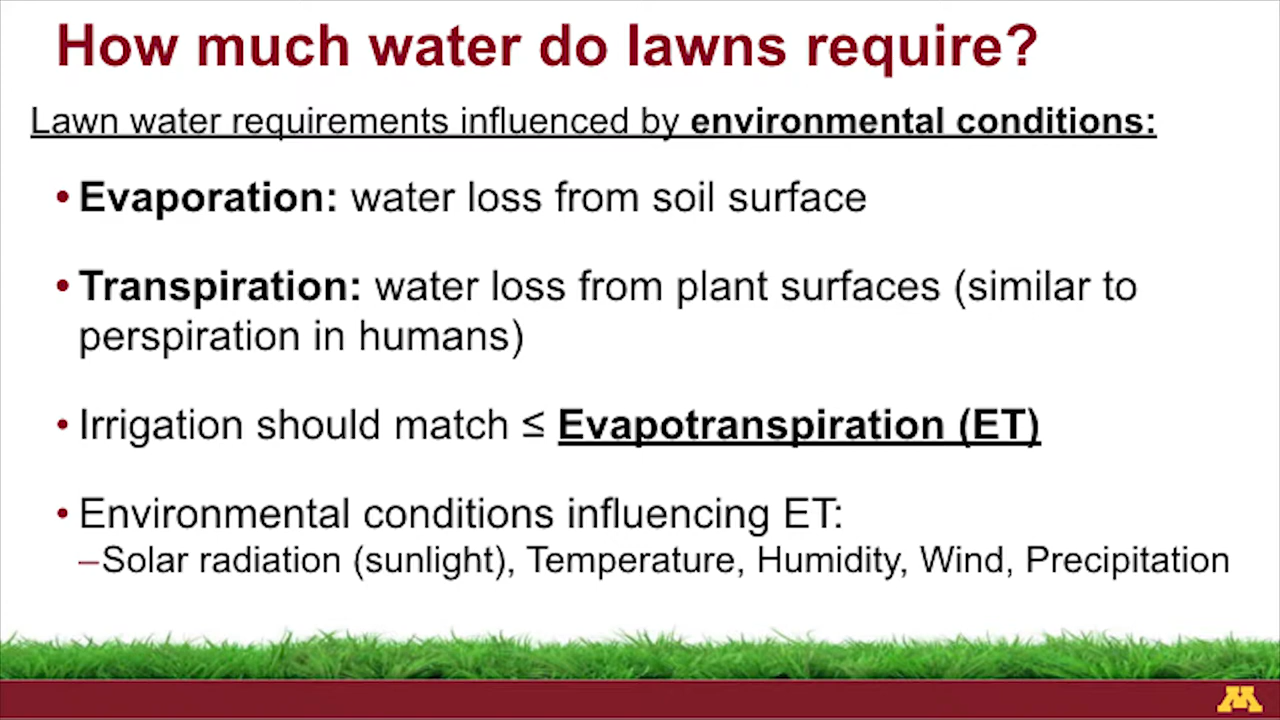 How much water do lawns require?
Lawn water requirements influenced by environmental conditions:
• Evaporation: water loss from soil surface
• Transpiration: water loss from plant surfaces (similar to
perspiration in humans)
• Irrigation should match ≤ Evapotranspiration (ET)
• Environmental conditions influencing ET:
–Solar radiation (sunlight), Temperature, Humidity, Wind, Precipitation
M